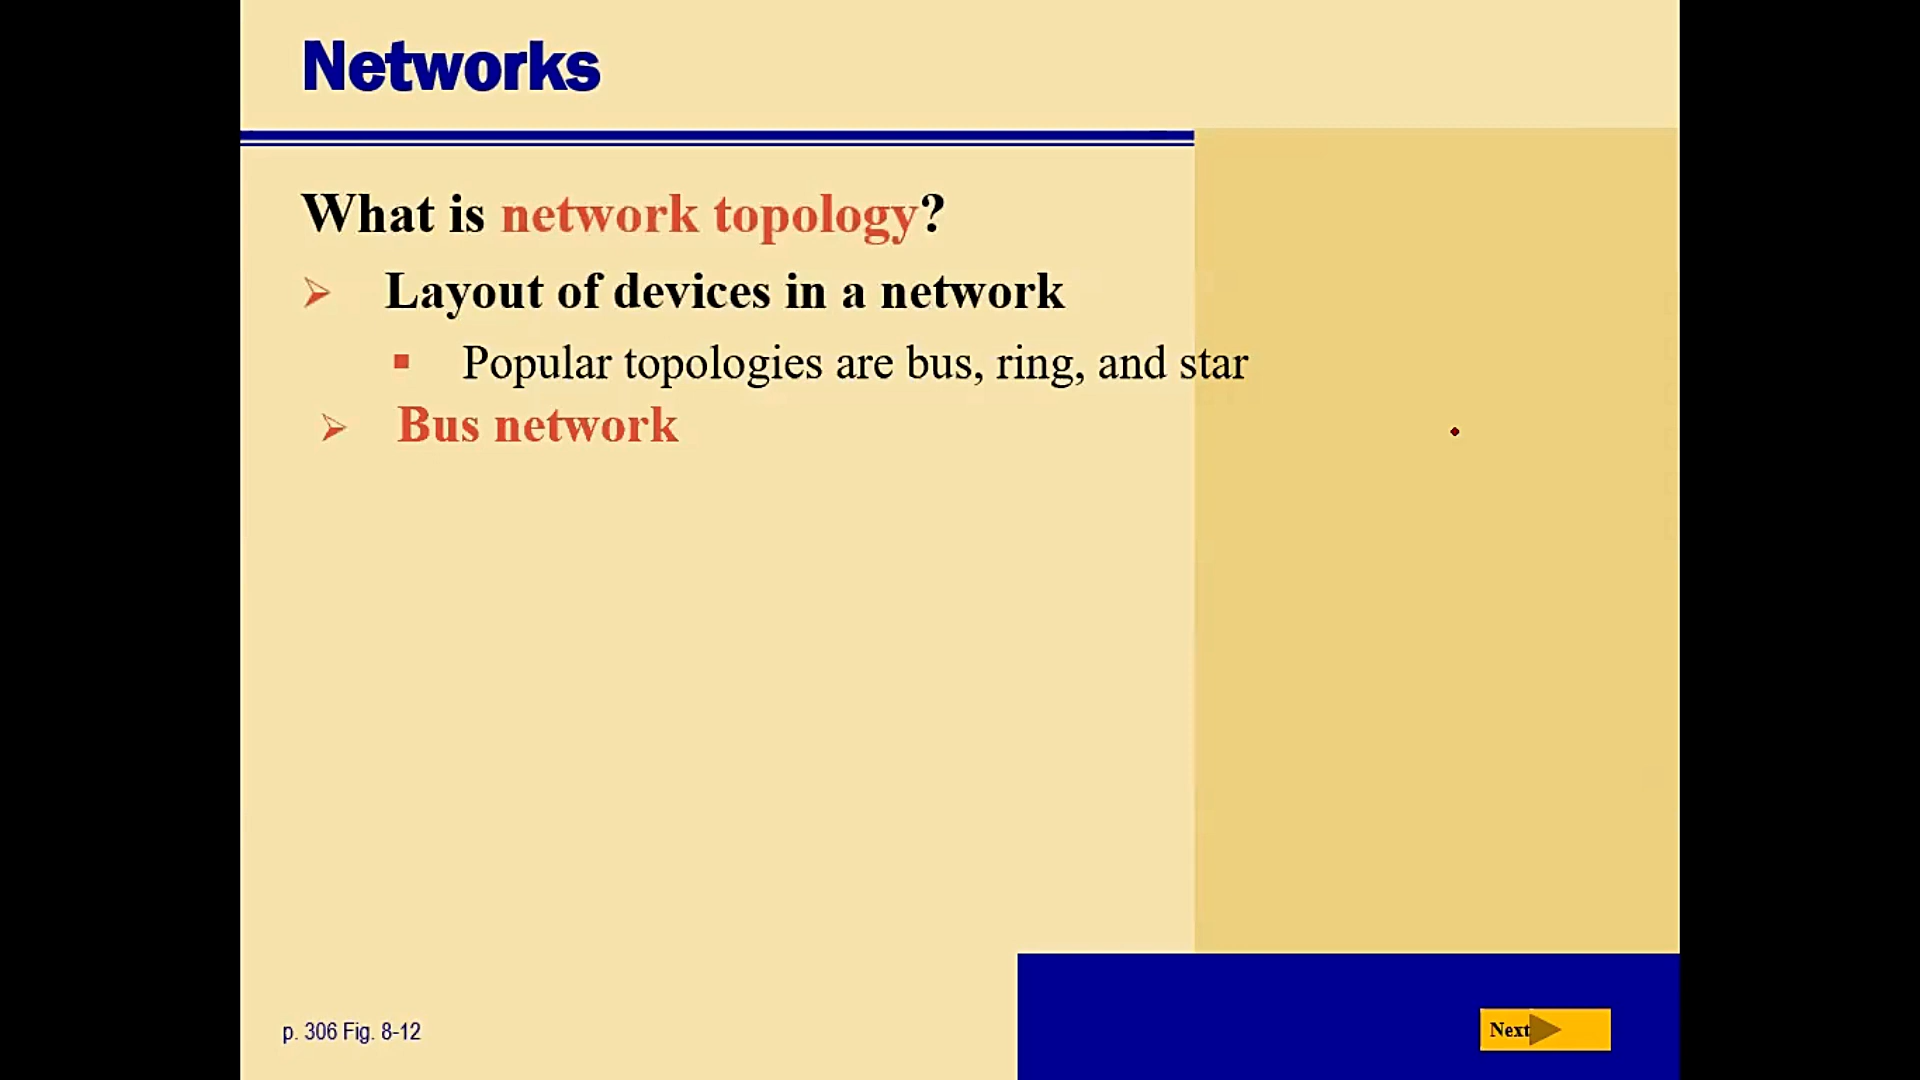 Networks
What is network topology?
Layout of devices in a network
Popular topologies are bus, ring, and star
Bus network
p. 306 Fig. 8-12
Next